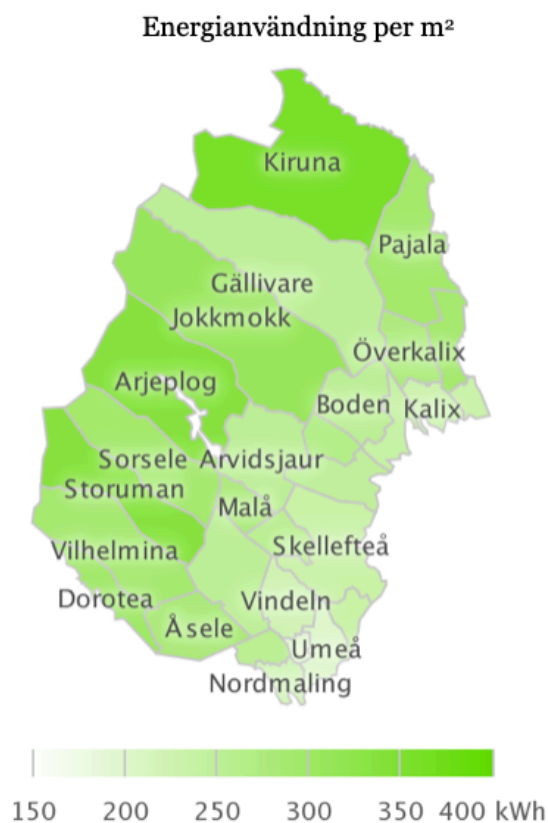 Energianvändning per m²
Kiruna
Pajala
Gällivare
Jokkmokk
Överkalix
Arjeplog
Boden
Kalix
Sorsele
Arvidsjaur
Storuman
Malå
Skellefteå
Vilhelmina
Dorotea
Vindeln
Åsele
Umeå
Nordmaling
150 200 250 300 350 400 kWh